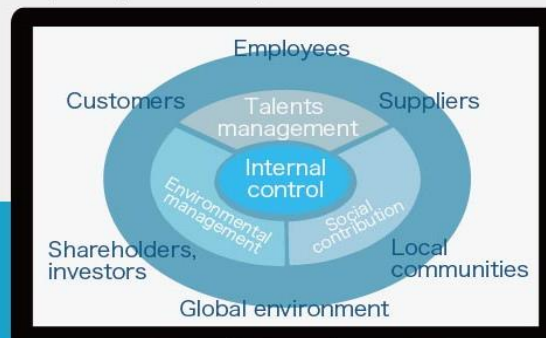 Employees
Customers
Suppliers
Talents
management
Internal
control
Environmental
management
Social
contribution
Shareholders,
investors
Local
communities
Global environment